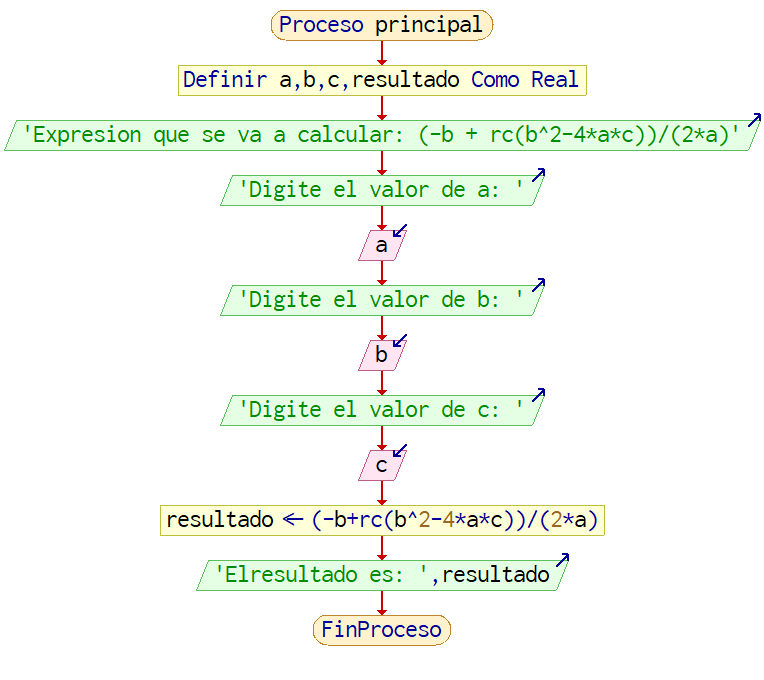 Proceso principal
Definir a,b,c,resultado Como Real
'Expresion que se va a calcular: (-b + rc(b^2-4*a*c))/(2*a)'
'Digite el valor de a: '
a
'Digite el valor de b: '
b
'Digite el valor de c: '
c
resultado ← (-b+rc(b^2-4*a*c))/(2*a)
'Elresultado es: ',resultado
FinProceso